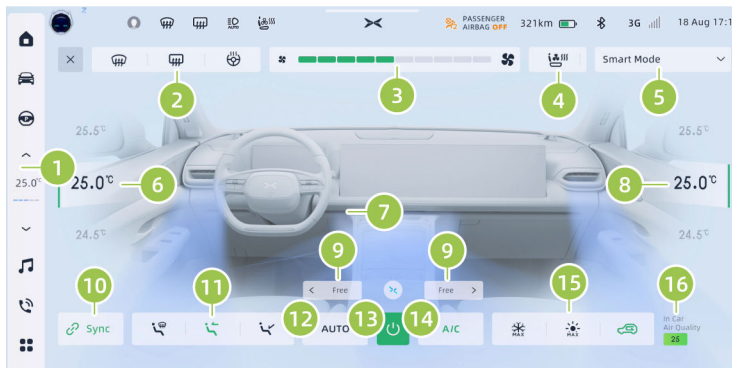 z
AUTO
PASSENGER
AIRBAG OFF
321km
3G
18 Aug 17:1
Smart Mode
2
3
4
5
25.5℃
25.5℃
1
25.0℃
25.0℃
6
7
8
25.0℃
24.5℃
24.5℃
9
9
< Free
Free >
10
11
12
13
14
15
16
Sync
AUTO
A/C
MAX
MAX
In Car
Air Quality
25